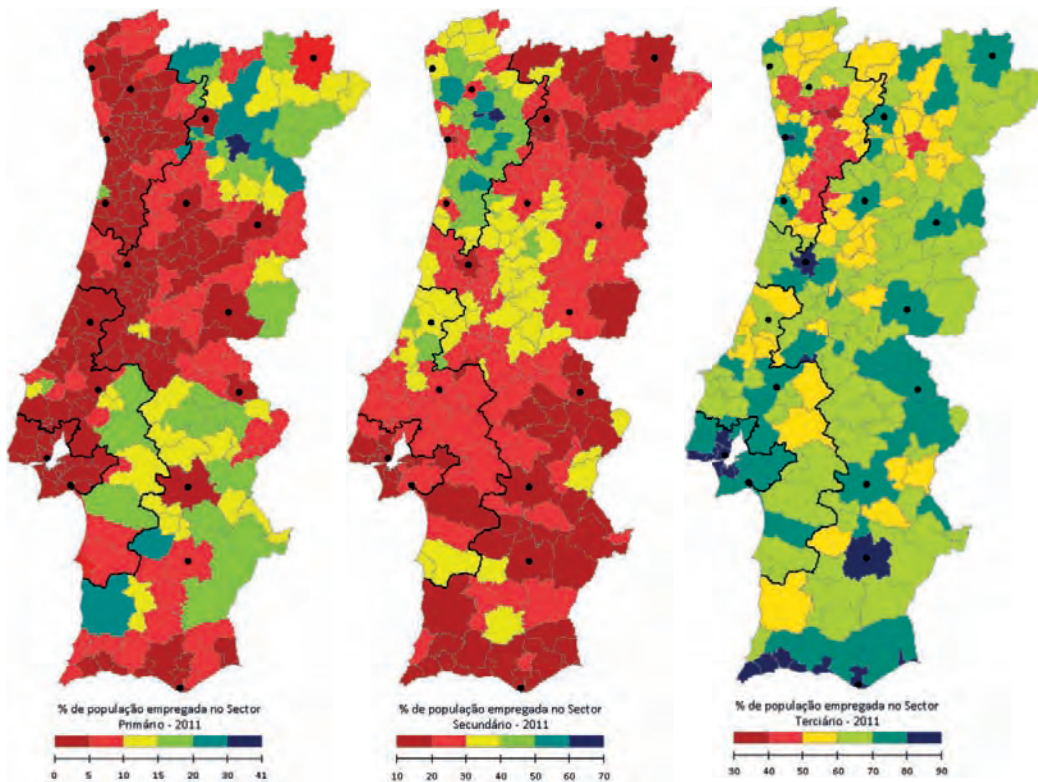 % de população empregada no Sector
Primário - 2011
0 5 10 15 20 30 41
% de população empregada no Sector
Secundário - 2011
10 20 30 40 50 60 70
% de população empregada no Sector
Terciário - 2011
30 40 50 60 70 80 90